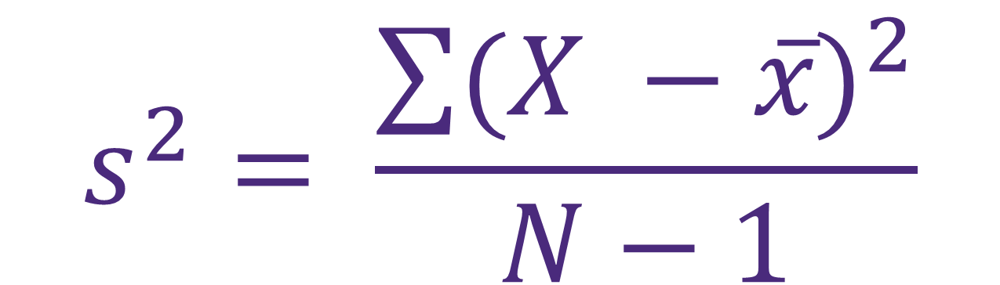 s² = ∑(X − x̄)² / N − 1